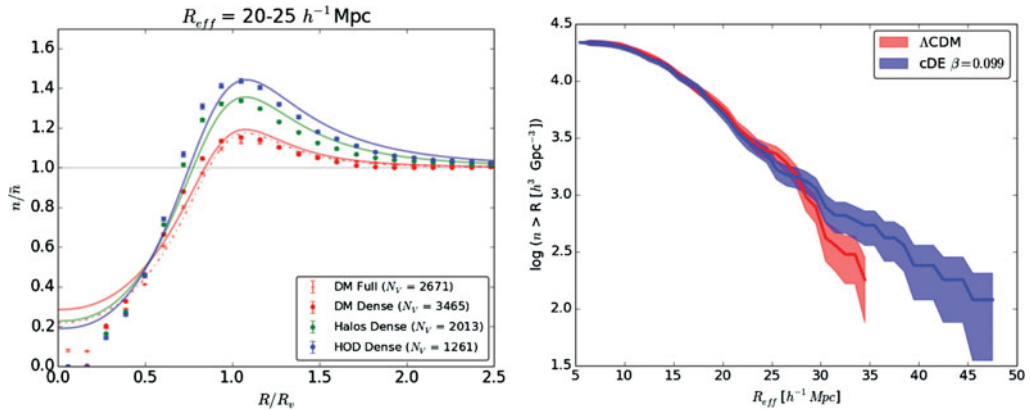 R_eff = 20-25 h⁻¹ Mpc
1.6
1.4
1.2
1.0
0.8
0.6
0.4
0.2
0.0
n/n̄
DM Full (N_V = 2671)
DM Dense (N_V = 3465)
Halos Dense (N_V = 2013)
HOD Dense (N_V = 1261)
0.0 0.5 1.0 1.5 2.0 2.5
R/R_v
4.5
4.0
3.5
3.0
2.5
2.0
1.5
log (n > R [h³ Gpc⁻³])
ΛCDM
cDE β=0.099
5 10 15 20 25 30 35 40 45 50
R_eff [h⁻¹ Mpc]